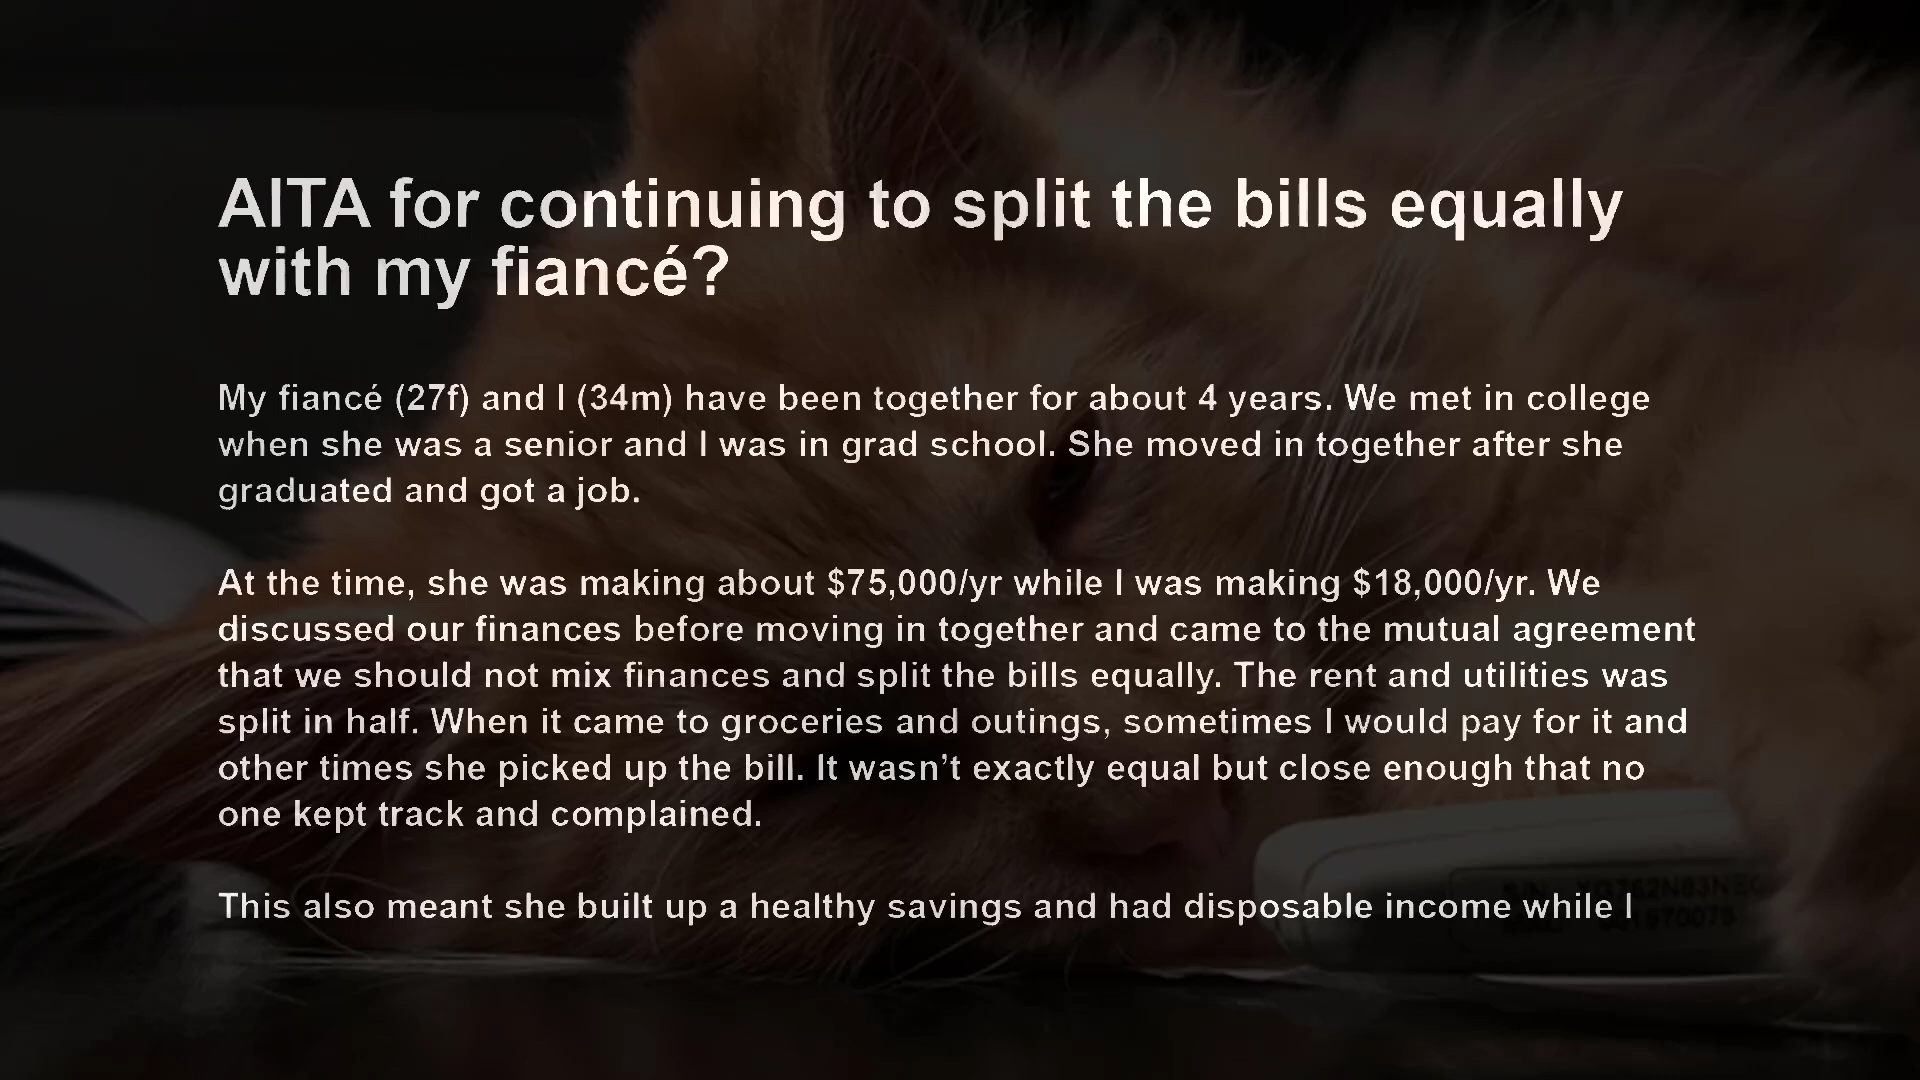 AITA for continuing to split the bills equally
with my fiancé?
My fiancé (27f) and I (34m) have been together for about 4 years. We met in college
when she was a senior and I was in grad school. She moved in together after she
graduated and got a job.
At the time, she was making about $75,000/yr while I was making $18,000/yr. We
discussed our finances before moving in together and came to the mutual agreement
that we should not mix finances and split the bills equally. The rent and utilities was
split in half. When it came to groceries and outings, sometimes I would pay for it and
other times she picked up the bill. It wasn’t exactly equal but close enough that no
one kept track and complained.
This also meant she built up a healthy savings and had disposable income while I